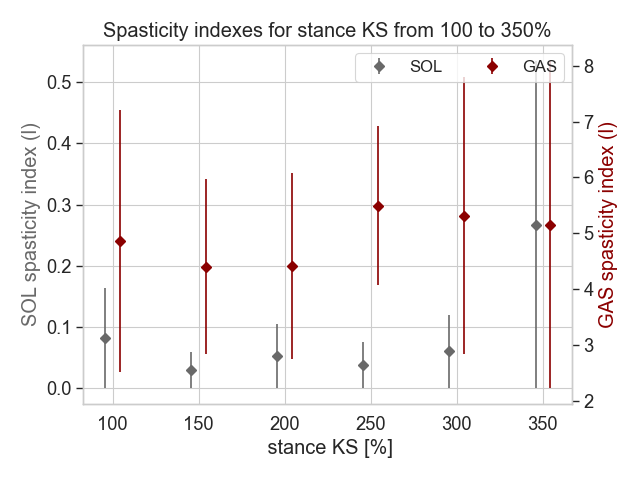 Spasticity indexes for stance KS from 100 to 350%
SOL GAS
SOL spasticity index (I)
0.5
0.4
0.3
0.2
0.1
0.0
8
7
6
5
4
3
2
GAS spasticity index (I)
100 150 200 250 300 350
stance KS [%]